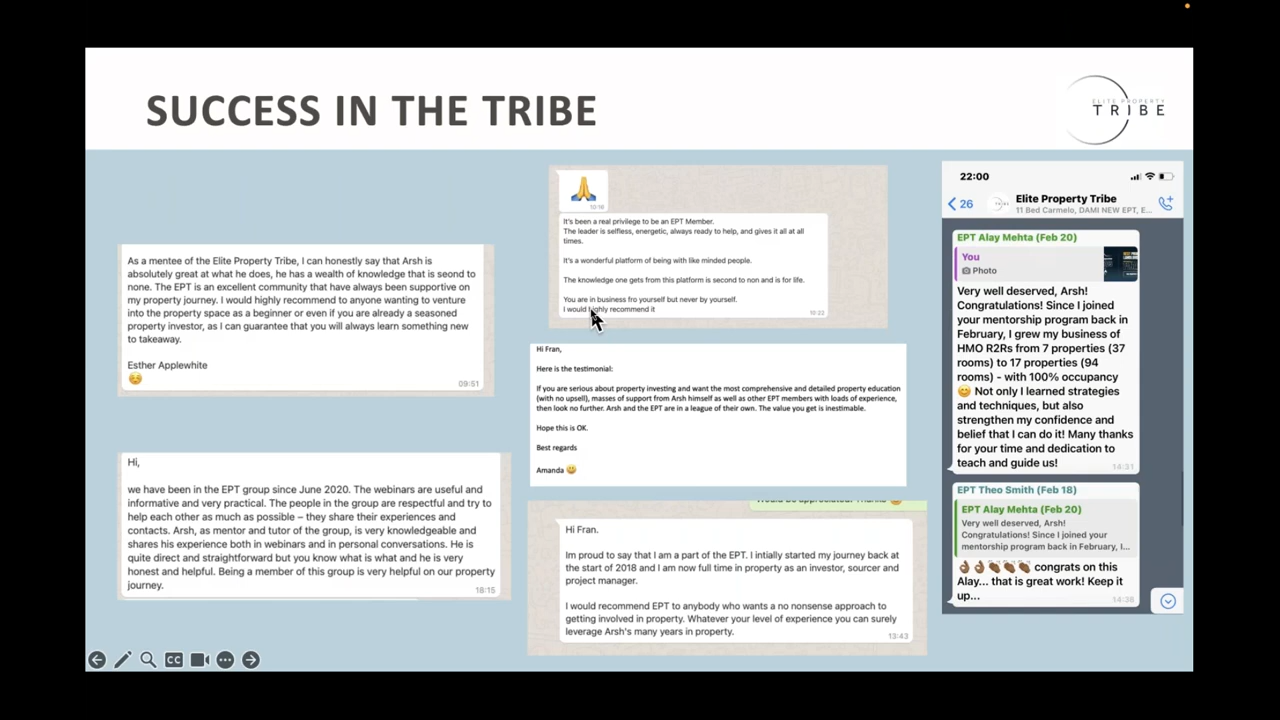 SUCCESS IN THE TRIBE
ELITE PROPERTY
TRIBE
As a mentee of the Elite Property Tribe, I can honestly say that Arsh is
absolutely great at what he does, he has a wealth of knowledge that is seond to
none. The EPT is an excellent community that have always been supportive on
my property journey. I would highly recommend to anyone wanting to venture
into the property space as a beginner or even if you are already a seasoned
property investor, as I can guarantee that you will always learn something new
to takeaway.
Esther Applewhite
☺️
09:51
Hi,
we have been in the EPT group since June 2020. The webinars are useful and
informative and very practical. The people in the group are respectful and try to
help each other as much as possible – they share their experiences and
contacts. Arsh, as mentor and tutor of the group, is very knowledgeable and
shares his experience both in webinars and in personal conversations. He is
quite direct and straightforward but you know what is what and he is very
honest and helpful. Being a member of this group is very helpful on our property
journey.
18:15
🙏
10:16
It's been a real privilege to be an EPT Member.
The leader is selfless, energetic, always ready to help, and gives it all at all
times.
It's a wonderful platform of being with like minded people.
The knowledge one gets from this platform is second to non and is for life.
You are in business fro yourself but never by yourself.
I would highly recommend it
10:22
Hi Fran,
Here is the testimonial:
If you are serious about property investing and want the most comprehensive and detailed property education
(with no upsell), masses of support from Arsh himself as well as other EPT members with loads of experience,
then look no further. Arsh and the EPT are in a league of their own. The value you get is inestimable.
Hope this is OK.
Best regards
Amanda 😀
Would be appreciated. Thanks
Hi Fran.
Im proud to say that I am a part of the EPT. I intially started my journey back at
the start of 2018 and I am now full time in property as an investor, sourcer and
project manager.
I would recommend EPT to anybody who wants a no nonsense approach to
getting involved in property. Whatever your level of experience you can surely
leverage Arsh's many years in property.
13:43
22:00
26
Elite Property Tribe
11 Bed Carmelo, DAMI NEW EPT, E...
EPT Alay Mehta (Feb 20)
You
Photo
Very well deserved, Arsh!
Congratulations! Since I joined
your mentorship program back in
February, I grew my business of
HMO R2Rs from 7 properties (37
rooms) to 17 properties (94
rooms) - with 100% occupancy
😊 Not only I learned strategies
and techniques, but also
strengthen my confidence and
belief that I can do it! Many thanks
for your time and dedication to
teach and guide us!
14:31
EPT Theo Smith (Feb 18)
EPT Alay Mehta (Feb 20)
Very well deserved, Arsh!
Congratulations! Since I joined your
mentorship program back in February, I...
👌🏾👌🏾👏🏾👏🏾👏🏾 congrats on this
Alay... that is great work! Keep it
up...
14:38
CC